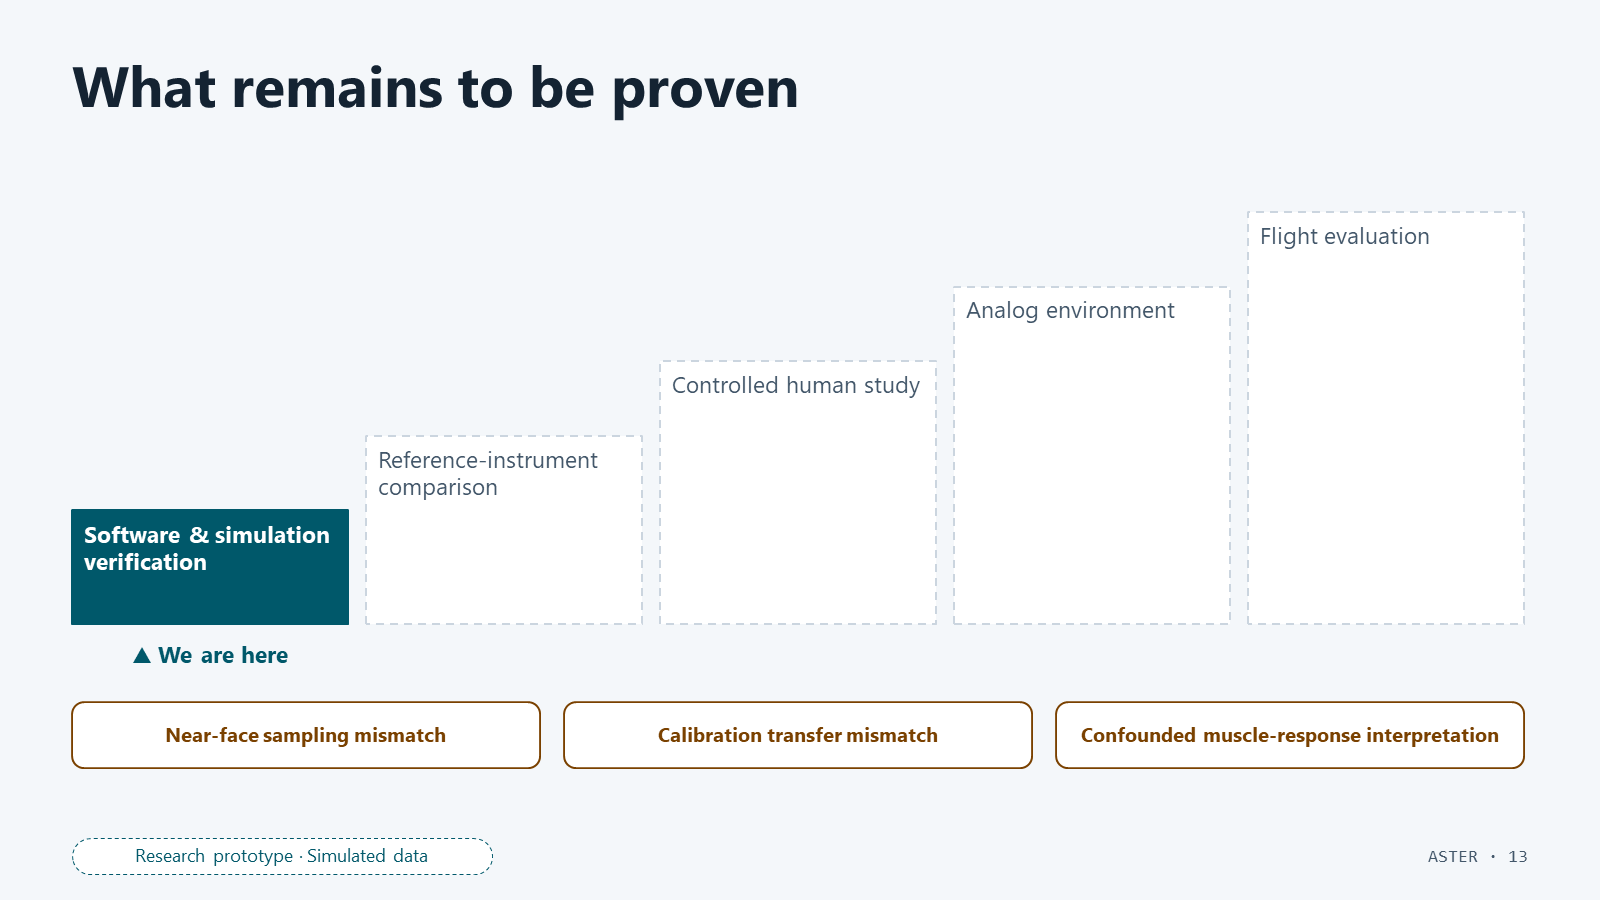 What remains to be proven
Flight evaluation
Analog environment
Controlled human study
Reference-instrument
comparison
Software & simulation
verification
▲ We are here
Near-face sampling mismatch
Calibration transfer mismatch
Confounded muscle-response interpretation
Research prototype · Simulated data
ASTER · 13